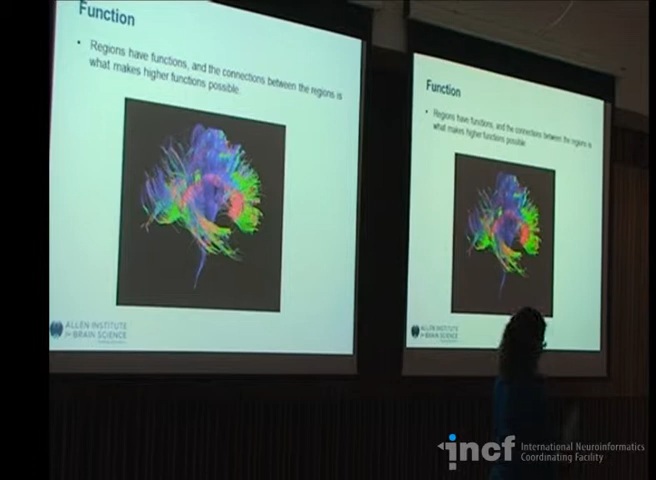 Function
• Regions have functions, and the connections between the regions is
what makes higher functions possible.
ALLEN INSTITUTE
for BRAIN SCIENCE
Function
• Regions have functions, and the connections between the regions is
what makes higher functions possible
ALLEN INSTITUTE
for BRAIN SCIENCE
incf International Neuroinformatics
Coordinating Facility